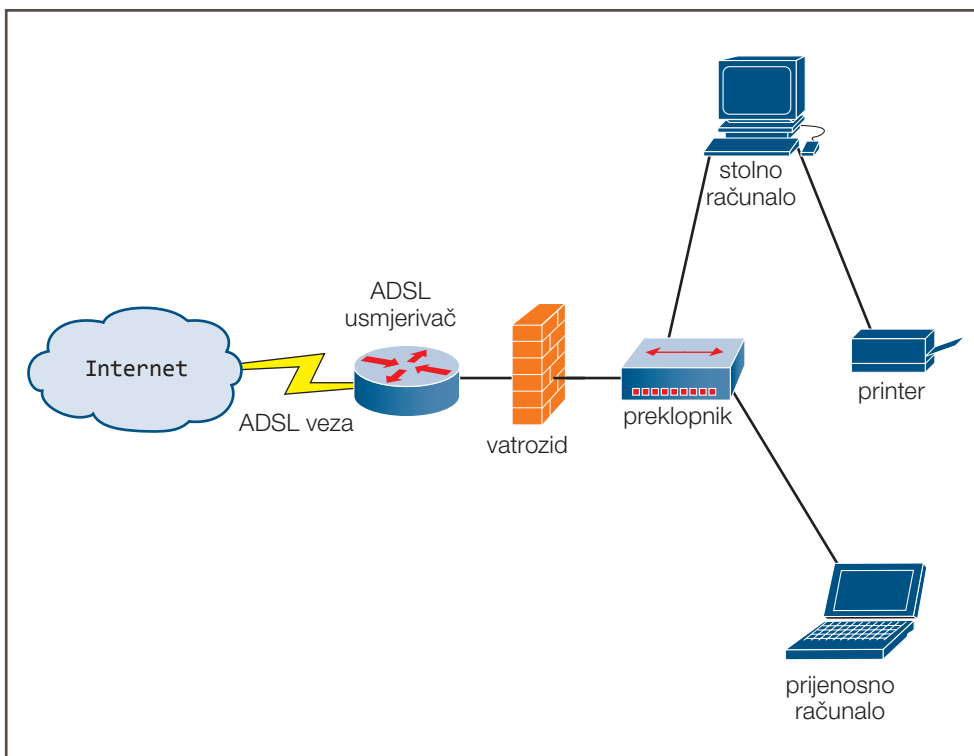 stolno
računalo
ADSL
usmjerivač
Internet
ADSL veza
vatrozid
preklopnik
printer
prijenosno
računalo